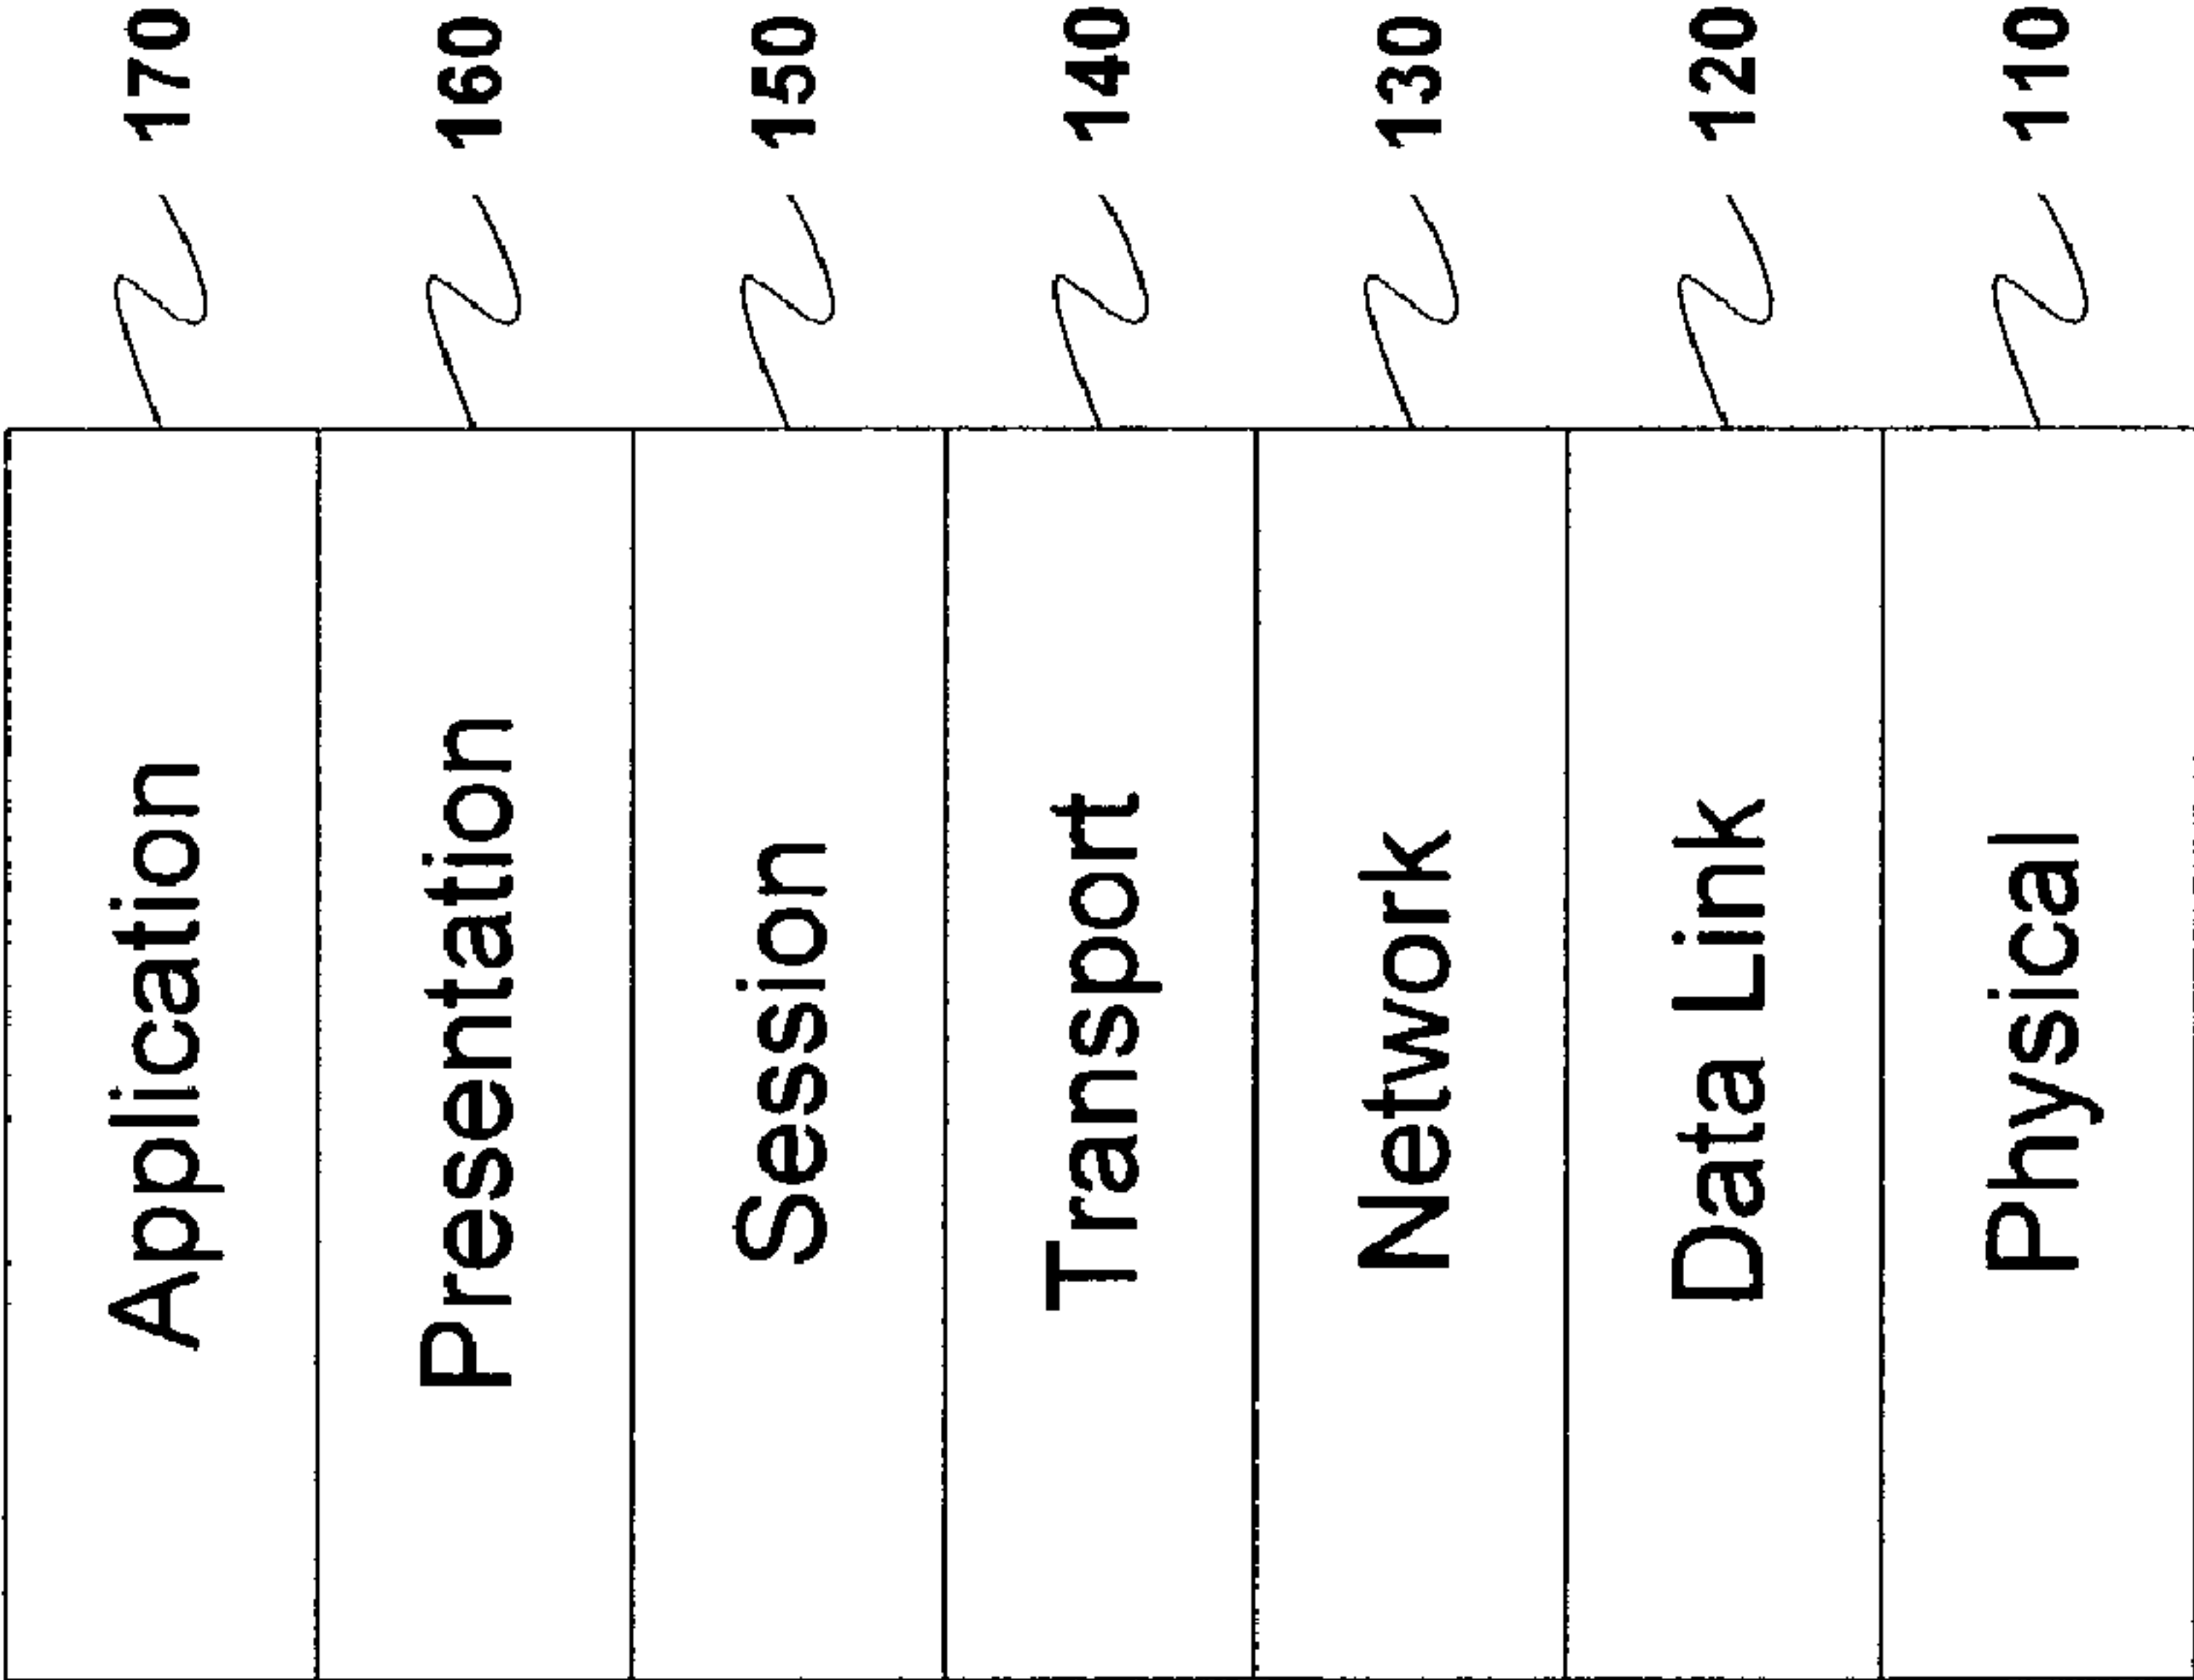 Application 170
Presentation 160
Session 150
Transport 140
Network 130
Data Link 120
Physical 110